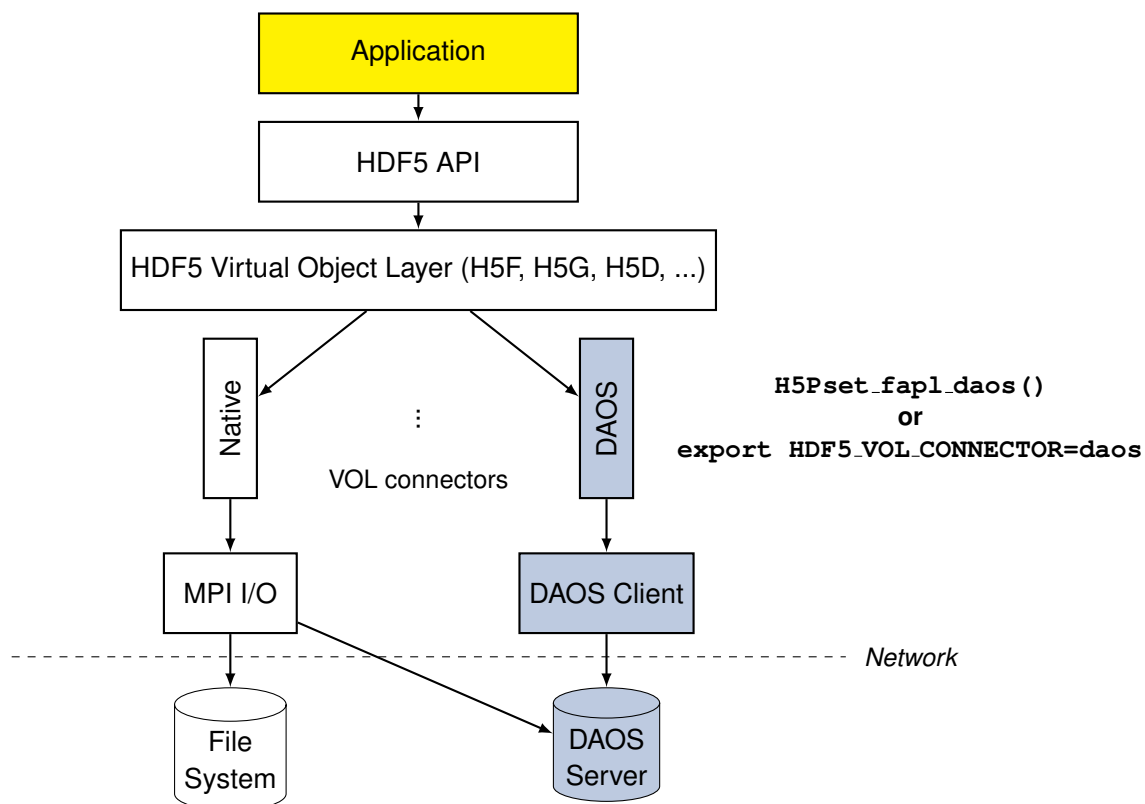 Application
HDF5 API
HDF5 Virtual Object Layer (H5F, H5G, H5D, ...)
Native
...
DAOS
VOL connectors
H5Pset_fapl_daos()
or
export HDF5_VOL_CONNECTOR=daos
MPI I/O
DAOS Client
Network
File
System
DAOS
Server